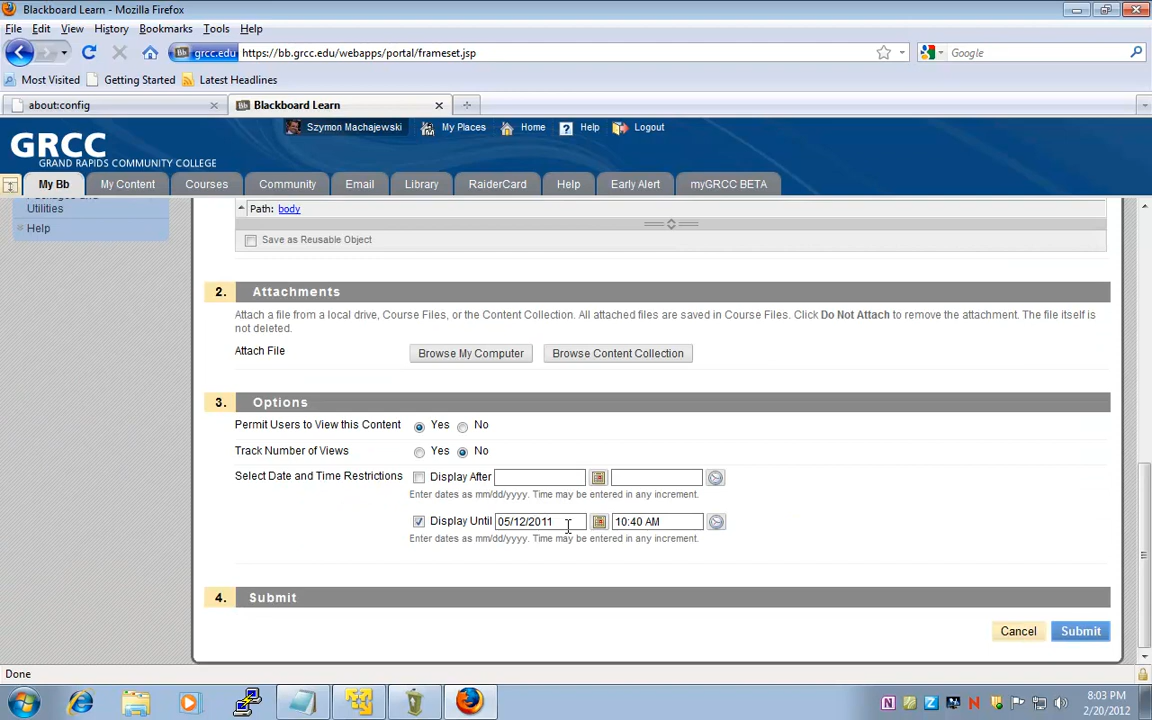 Blackboard Learn - Mozilla Firefox
File Edit View History Bookmarks Tools Help
grcc.edu https://bb.grcc.edu/webapps/portal/frameset.jsp Google
Most Visited Getting Started Latest Headlines
about:config Blackboard Learn
Szymon Machajewski My Places Home Help Logout
GRCC
GRAND RAPIDS COMMUNITY COLLEGE
My Bb My Content Courses Community Email Library RaiderCard Help Early Alert myGRCC BETA
Utilities
Help
Path: body
Save as Reusable Object
2. Attachments
Attach a file from a local drive, Course Files, or the Content Collection. All attached files are saved in Course Files. Click Do Not Attach to remove the attachment. The file itself is
not deleted.
Attach File Browse My Computer Browse Content Collection
3. Options
Permit Users to View this Content Yes No
Track Number of Views Yes No
Select Date and Time Restrictions Display After
Enter dates as mm/dd/yyyy. Time may be entered in any increment.
Display Until 05/12/2011 10:40 AM
Enter dates as mm/dd/yyyy. Time may be entered in any increment.
4. Submit
Cancel Submit
Done
8:03 PM
2/20/2012